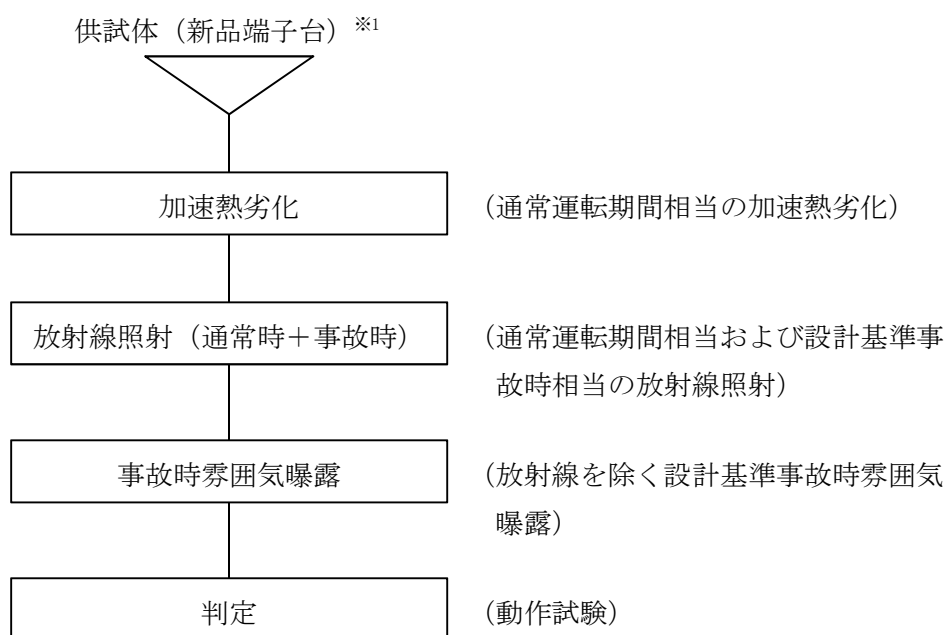 供試体（新品端子台）※1
加速熱劣化
（通常運転期間相当の加速熱劣化）
放射線照射（通常時＋事故時）
（通常運転期間相当および設計基準事
故時相当の放射線照射）
事故時雰囲気曝露
（放射線を除く設計基準事故時雰囲気
曝露）
判定
（動作試験）